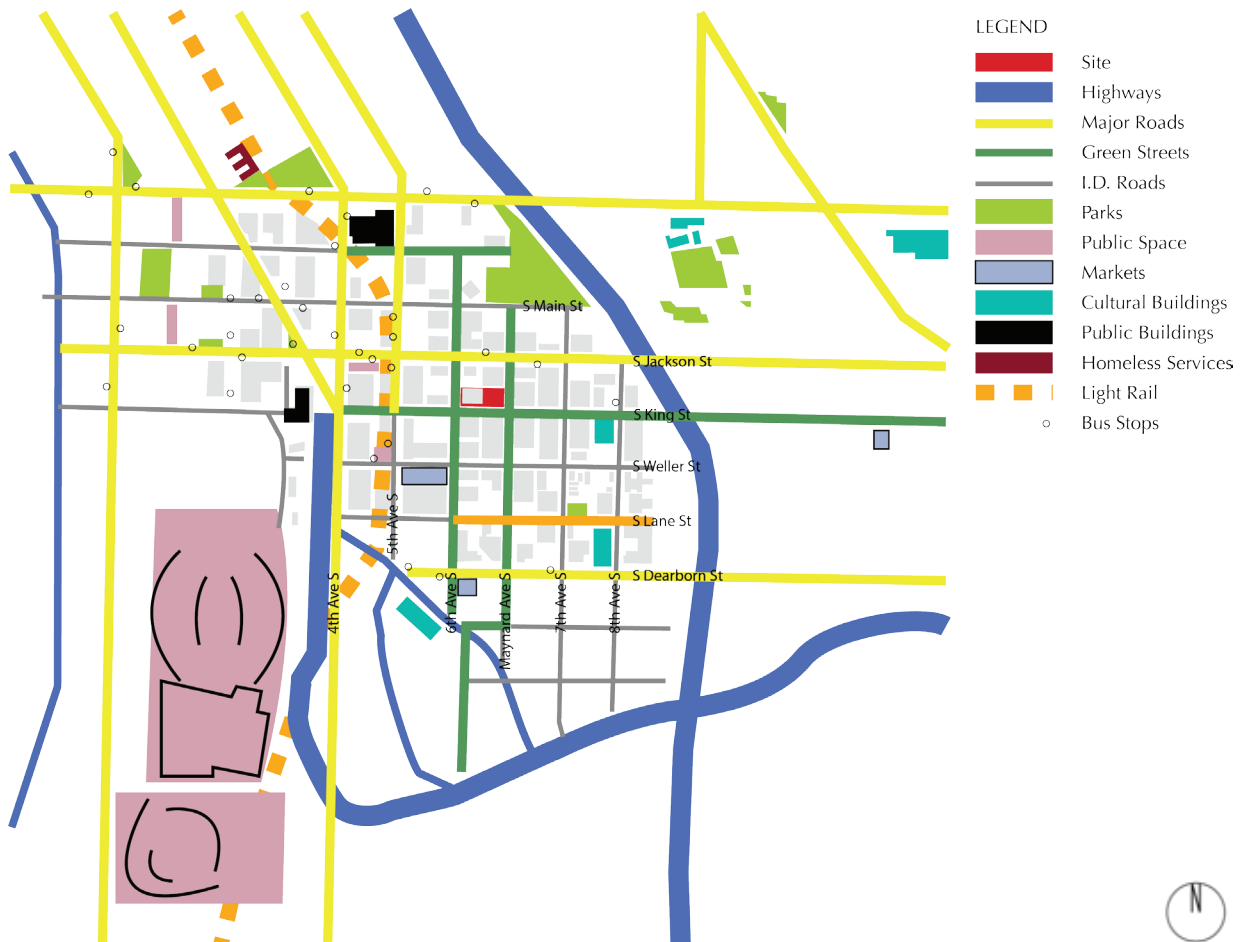 LEGEND
Site
Highways
Major Roads
Green Streets
I.D. Roads
Parks
Public Space
Markets
Cultural Buildings
Public Buildings
Homeless Services
Light Rail
Bus Stops
S Main St
S Jackson St
S King St
S Weller St
S Lane St
S Dearborn St
4th Ave S
5th Ave S
6th Ave S
Maynard Ave S
7th Ave S
8th Ave S
N